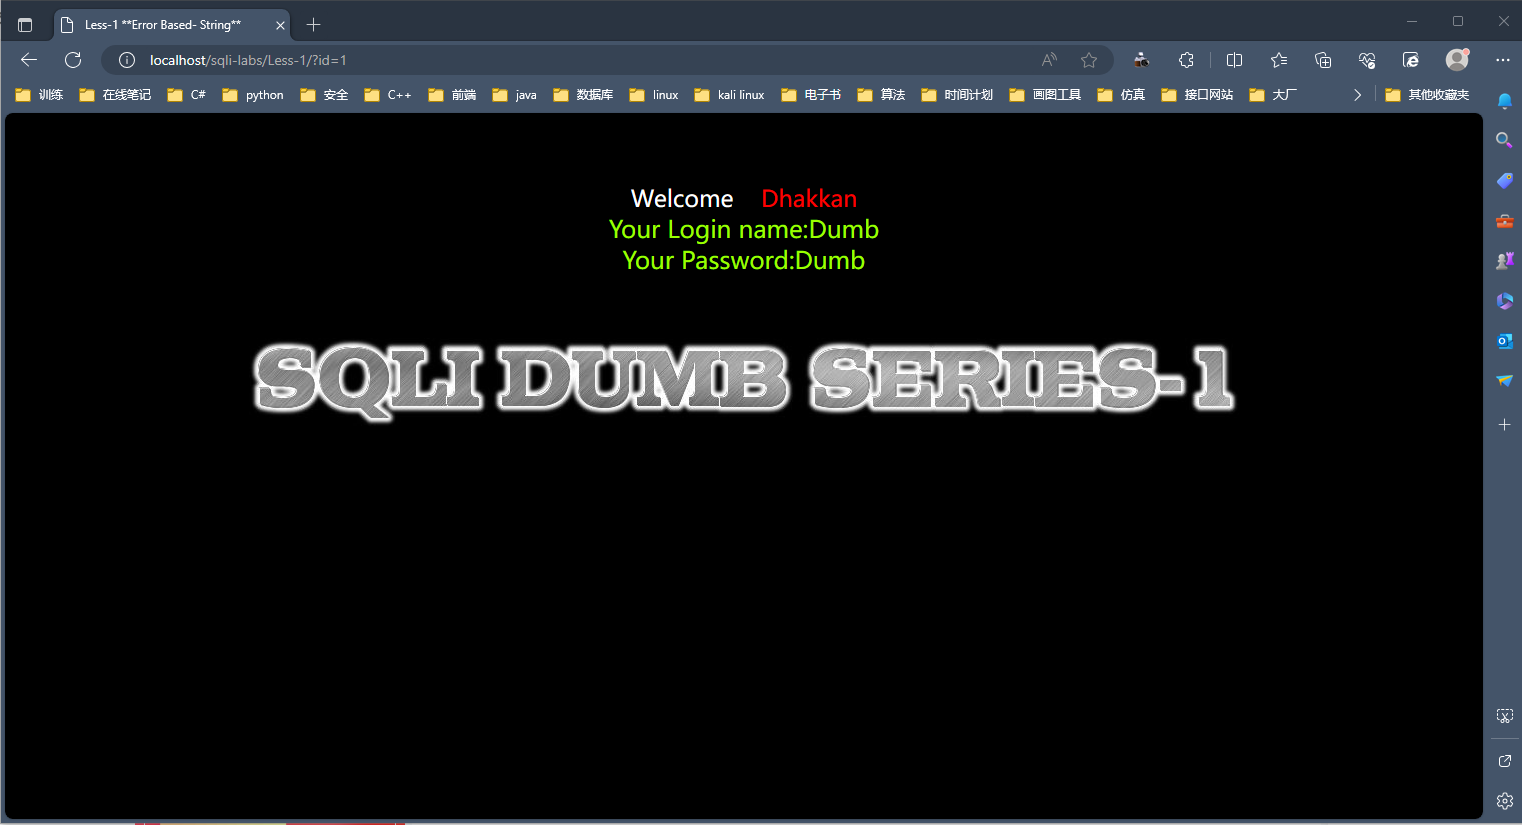 Less-1 **Error Based- String**
localhost/sqli-labs/Less-1/?id=1
训练 在线笔记 C# python 安全 C++ 前端 java 数据库 linux kali linux 电子书 算法 时间计划 画图工具 仿真 接口网站 大厂 其他收藏夹
Welcome Dhakkan
Your Login name:Dumb
Your Password:Dumb
SQLI DUMB SERIES-1